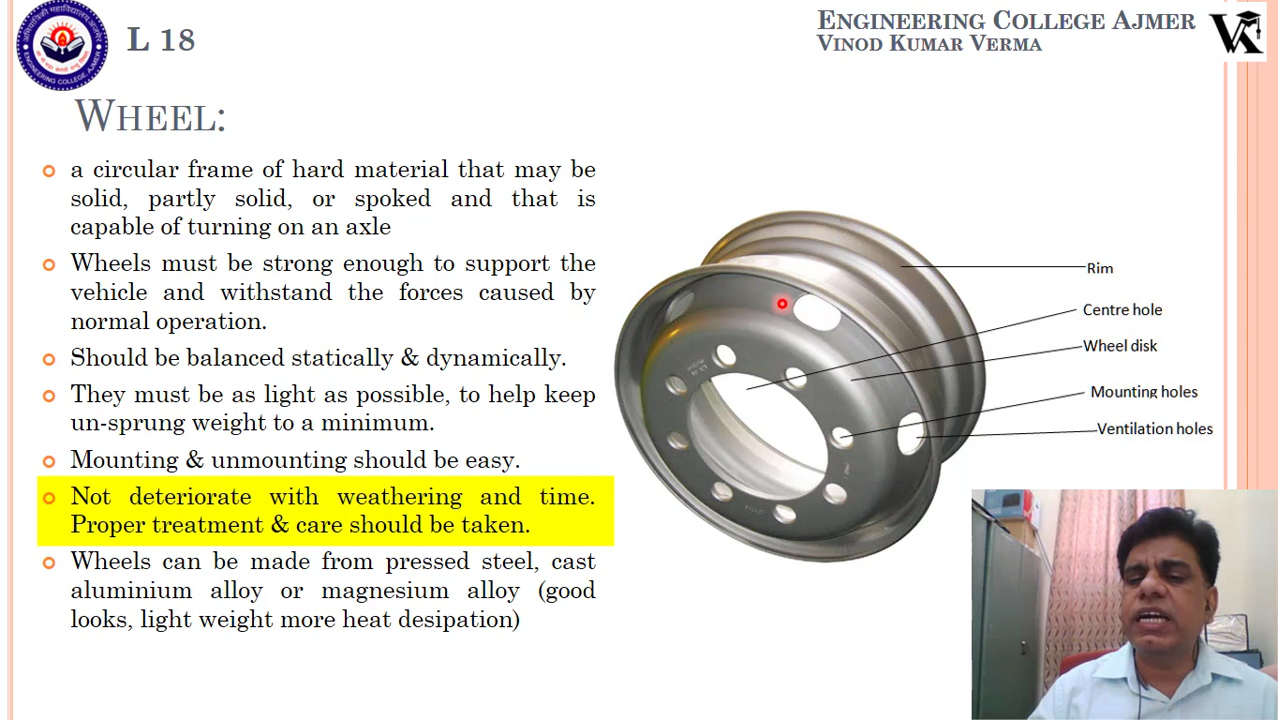 L 18
ENGINEERING COLLEGE AJMER
VINOD KUMAR VERMA
WHEEL:
a circular frame of hard material that may be
solid, partly solid, or spoked and that is
capable of turning on an axle
Wheels must be strong enough to support the
vehicle and withstand the forces caused by
normal operation.
Should be balanced statically & dynamically.
They must be as light as possible, to help keep
un-sprung weight to a minimum.
Mounting & unmounting should be easy.
Not deteriorate with weathering and time.
Proper treatment & care should be taken.
Wheels can be made from pressed steel, cast
aluminium alloy or magnesium alloy (good
looks, light weight more heat desipation)
Rim
Centre hole
Wheel disk
Mounting holes
Ventilation holes